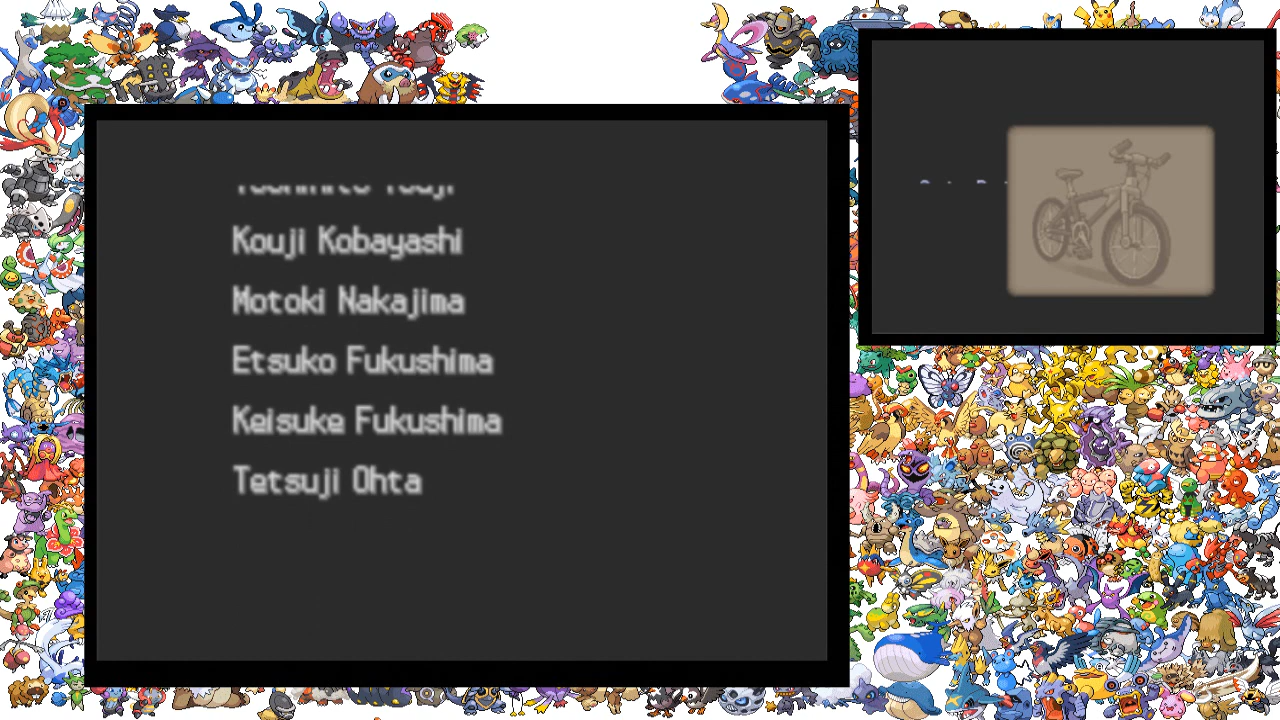 Kouji Kobayashi
Motoki Nakajima
Etsuko Fukushima
Keisuke Fukushima
Tetsuji Ohta